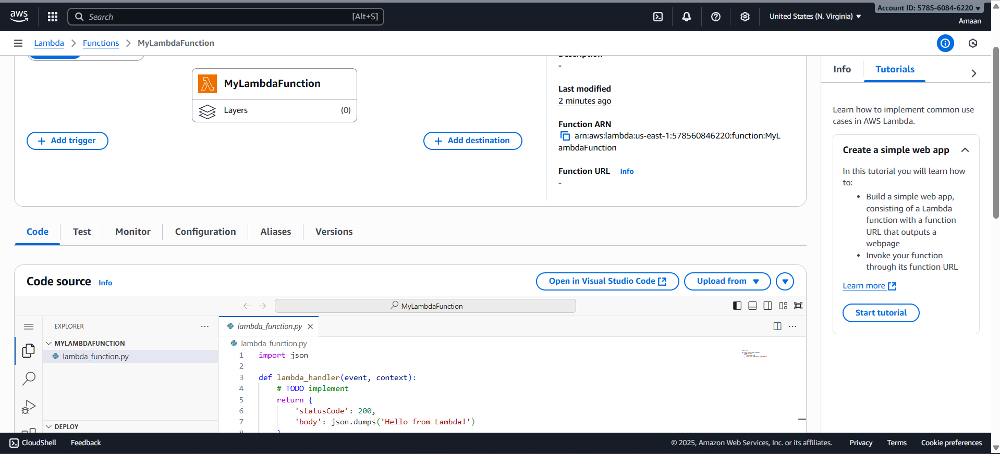 aws
Search
[Alt+S]
United States (N. Virginia)
Account ID: 5785-6084-6220
Amaan
Lambda
Functions
MyLambdaFunction
MyLambdaFunction
Layers
(0)
Add trigger
Add destination
Description
-
Last modified
2 minutes ago
Function ARN
arn:aws:lambda:us-east-1:578560846220:function:MyL
ambdaFunction
Function URL
Info
-
Info
Tutorials
Learn how to implement common use
cases in AWS Lambda.
Create a simple web app
In this tutorial you will learn how
to:
• Build a simple web app,
consisting of a Lambda
function with a function
URL that outputs a
webpage
• Invoke your function
through its function URL
Learn more
Start tutorial
Code
Test
Monitor
Configuration
Aliases
Versions
Code source
Info
Open in Visual Studio Code
Upload from
MyLambdaFunction
EXPLORER
MYLAMBDAFUNCTION
lambda_function.py
DEPLOY
lambda_function.py
lambda_function.py
1 import json
2
3 def lambda_handler(event, context):
4     # TODO implement
5     return {
6         'statusCode': 200,
7         'body': json.dumps('Hello from Lambda!')
8     }
CloudShell
Feedback
© 2025, Amazon Web Services, Inc. or its affiliates.
Privacy
Terms
Cookie preferences